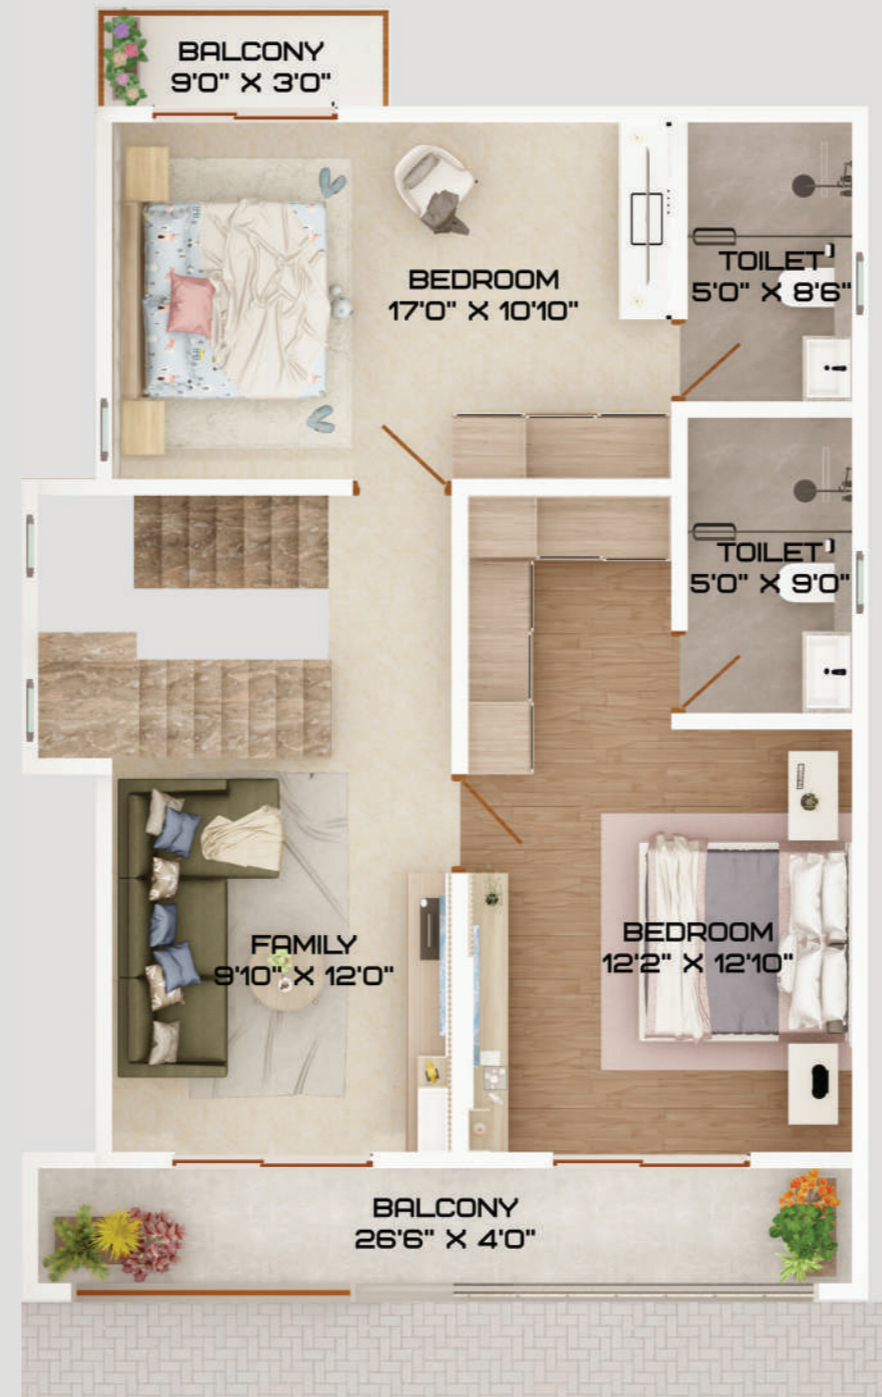 BALCONY
9'0" X 3'0"
BEDROOM
17'0" X 10'10"
TOILET
5'0" X 8'6"
TOILET
5'0" X 9'0"
FAMILY
9'10" X 12'0"
BEDROOM
12'2" X 12'10"
BALCONY
26'6" X 4'0"